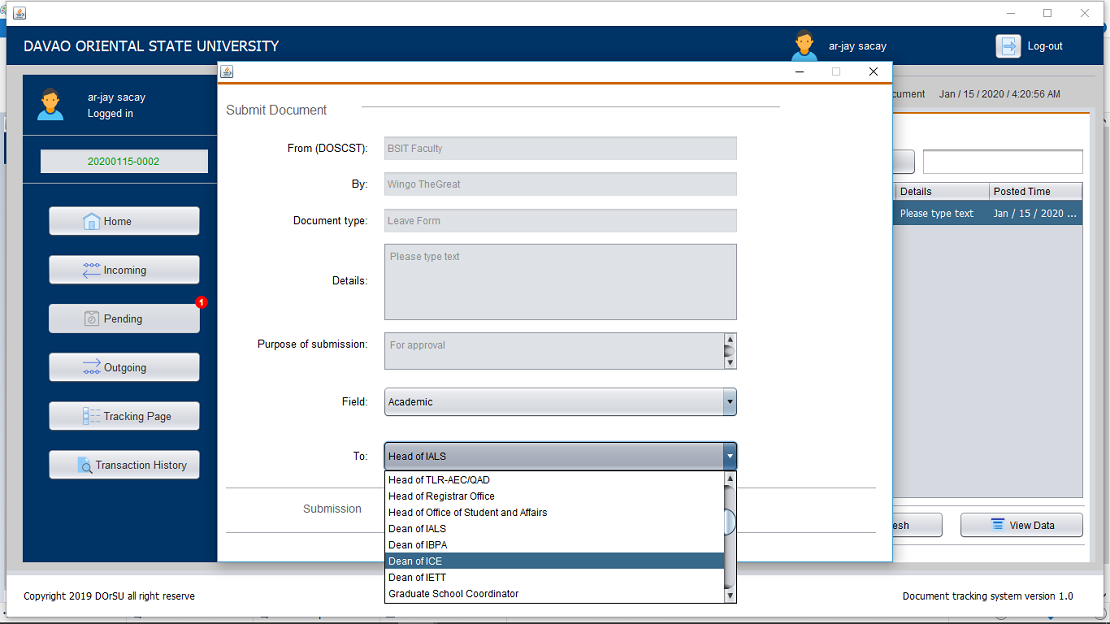 DAVAO ORIENTAL STATE UNIVERSITY
ar-jay sacay
Log-out
ar-jay sacay
Logged in
20200115-0002
Home
Incoming
1
Pending
Outgoing
Tracking Page
Transaction History
Submit Document
From (DOSCST):
BSIT Faculty
By:
Wingo TheGreat
Document type:
Leave Form
Details:
Please type text
Purpose of submission:
For approval
Field:
Academic
To:
Head of IALS
Head of TLR-AEC/QAD
Head of Registrar Office
Head of Office of Student and Affairs
Dean of IALS
Dean of IBPA
Dean of ICE
Dean of IETT
Graduate School Coordinator
Submission
Jan / 15 / 2020 / 4:20:56 AM
Details
Posted Time
Please type text
Jan / 15 / 2020 ...
View Data
Copyright 2019 DOrSU all right reserve
Document tracking system version 1.0